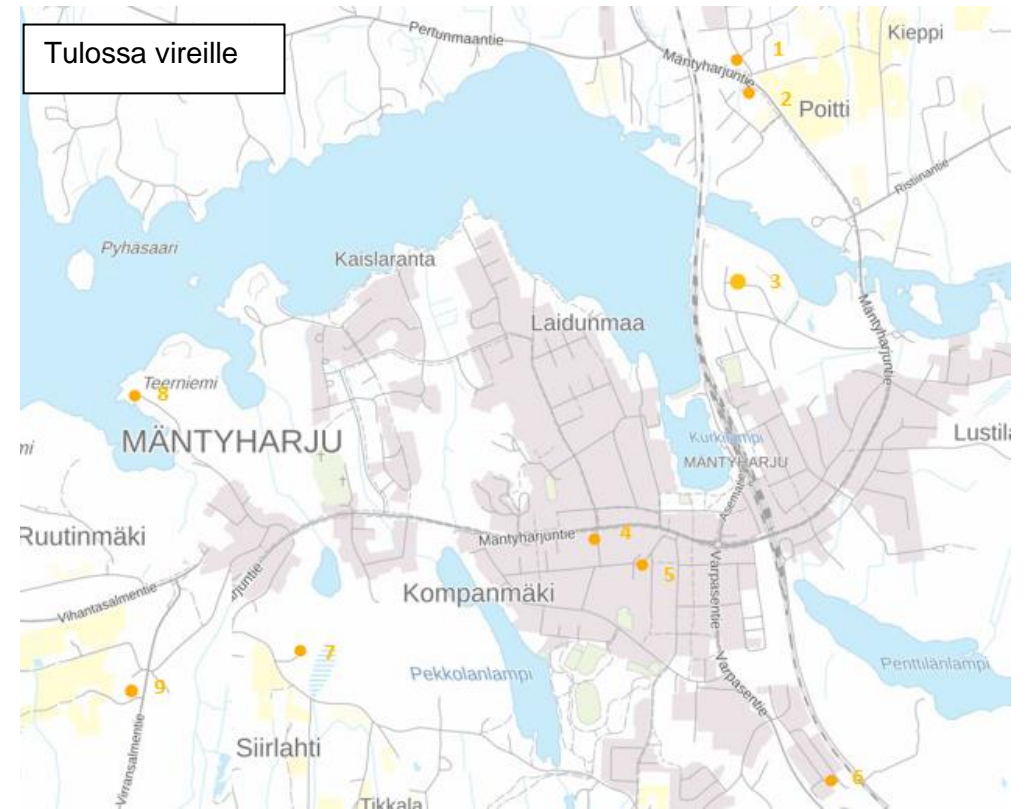 Tulossa vireille
Pertunmaantie
Kieppi
Mäntyharjuntie
1
2
Poitti
Ristiinantie
Pyhäsaari
Kaislaranta
3
Laidunmaa
Mäntyharjuntie
Teerniemi
8
MÄNTYHARJU
Kurkilampi
MÄNTYHARJU
Lustila
Asematie
Ruutinmäki
Mäntyharjuntie
4
5
Varpasentie
Kompanmäki
Vihantasalmentie
rjuntie
7
Pekkolanlampi
Penttilänlampi
Varpasentie
9
Siirlahti
Virransalmentie
Tikkala
6